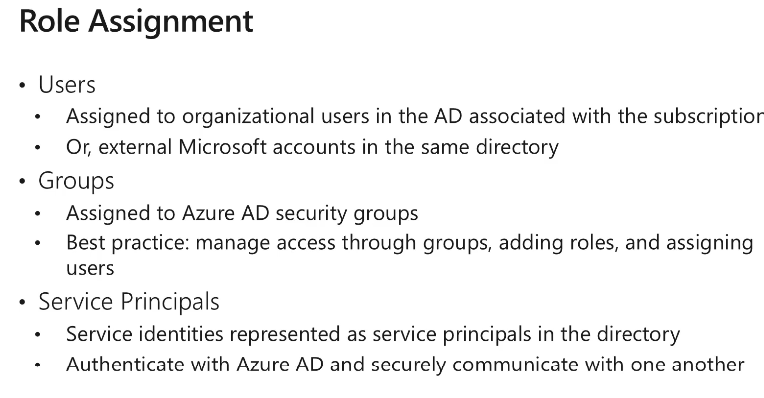 Role Assignment
• Users
• Assigned to organizational users in the AD associated with the subscription
• Or, external Microsoft accounts in the same directory
• Groups
• Assigned to Azure AD security groups
• Best practice: manage access through groups, adding roles, and assigning
users
• Service Principals
• Service identities represented as service principals in the directory
• Authenticate with Azure AD and securely communicate with one another